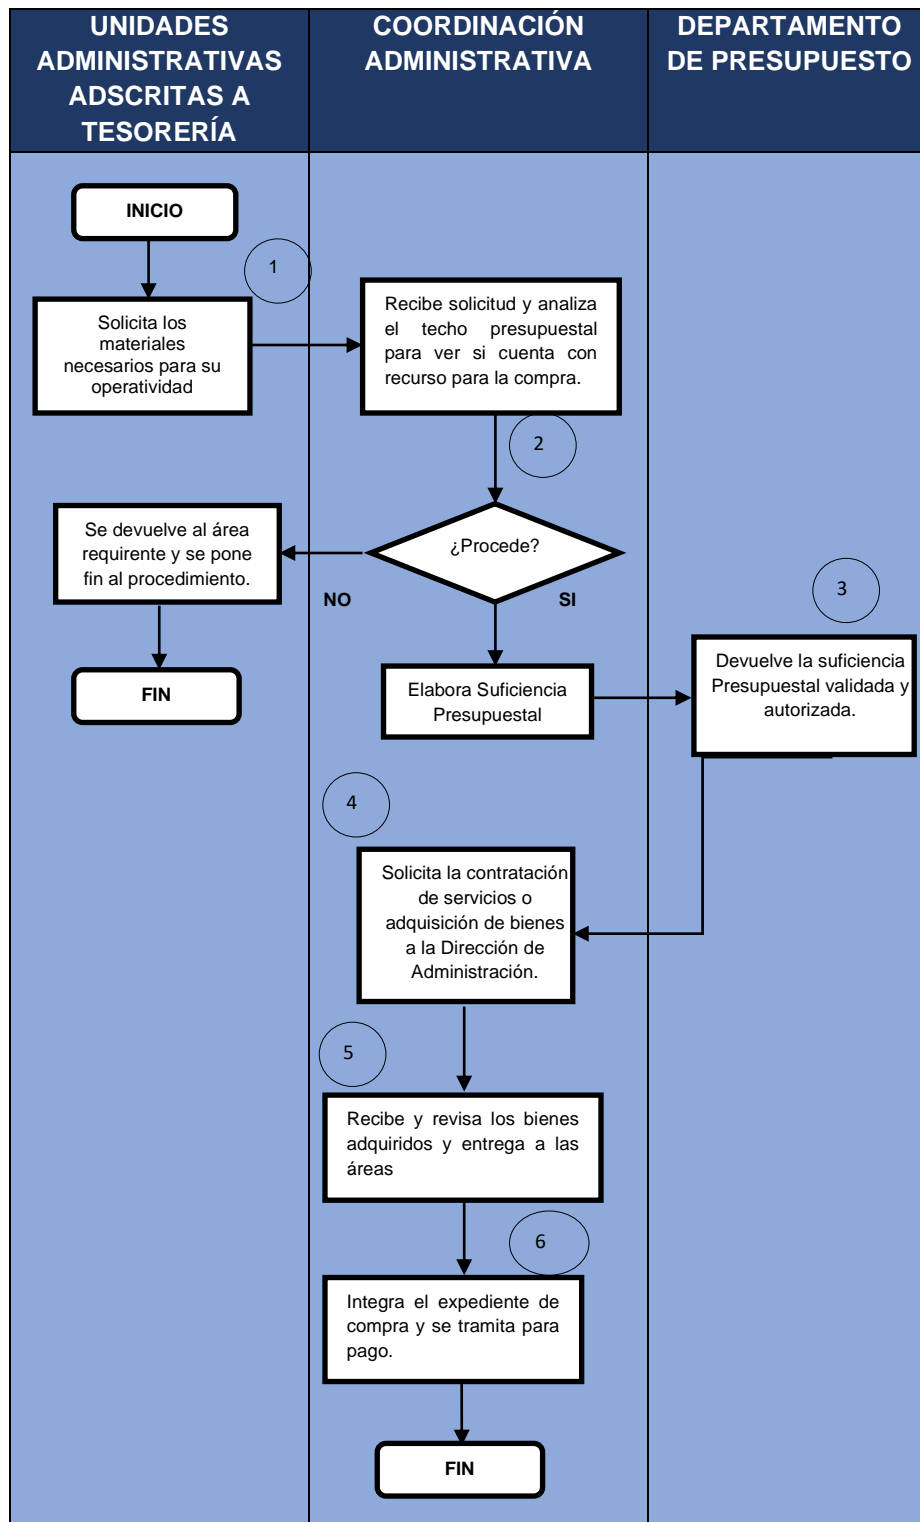 UNIDADES
ADMINISTRATIVAS
ADSCRITAS A
TESORERÍA
COORDINACIÓN
ADMINISTRATIVA
DEPARTAMENTO
DE PRESUPUESTO
INICIO
1
Solicita los
materiales
necesarios para su
operatividad
Recibe solicitud y analiza
el techo presupuestal
para ver si cuenta con
recurso para la compra.
2
¿Procede?
Se devuelve al área
requirente y se pone
fin al procedimiento.
NO
SI
FIN
Elabora Suficiencia
Presupuestal
3
Devuelve la suficiencia
Presupuestal validada y
autorizada.
4
Solicita la contratación
de servicios o
adquisición de bienes
a la Dirección de
Administración.
5
Recibe y revisa los bienes
adquiridos y entrega a las
áreas
6
Integra el expediente de
compra y se tramita para
pago.
FIN